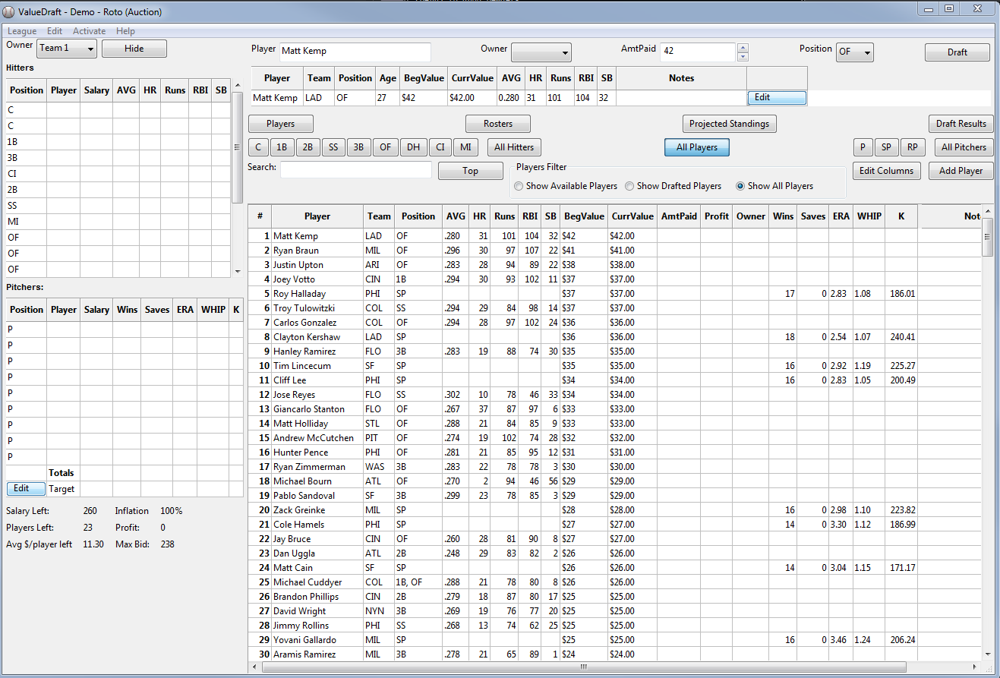 ValueDraft - Demo - Roto (Auction)
League Edit Activate Help
Owner Team 1 Hide
Player Matt Kemp Owner AmtPaid 42 Position OF Draft
Hitters
Position Player Salary AVG HR Runs RBI SB
C
C
1B
3B
CI
2B
SS
MI
OF
OF
OF
Pitchers:
Position Player Salary Wins Saves ERA WHIP K
P
P
P
P
P
P
P
P
P
Totals
Edit Target
Salary Left: 260 Inflation 100%
Players Left: 23 Profit: 0
Avg $/player left 11.30 Max Bid: 238
Player Team Position Age BegValue CurrValue AVG HR Runs RBI SB Notes
Matt Kemp LAD OF 27 $42 $42.00 0.280 31 101 104 32 Edit
Players Rosters Projected Standings Draft Results
C 1B 2B SS 3B OF DH CI MI All Hitters All Players P SP RP All Pitchers
Search: Top Players Filter Edit Columns Add Player
Show Available Players Show Drafted Players Show All Players
# Player Team Position AVG HR Runs RBI SB BegValue CurrValue AmtPaid Profit Owner Wins Saves ERA WHIP K Not
1 Matt Kemp LAD OF .280 31 101 104 32 $42 $42.00
2 Ryan Braun MIL OF .296 30 97 107 22 $41 $41.00
3 Justin Upton ARI OF .283 28 94 89 22 $38 $38.00
4 Joey Votto CIN 1B .294 30 93 102 11 $37 $37.00
5 Roy Halladay PHI SP $37 $37.00 17 0 2.83 1.08 186.01
6 Troy Tulowitzki COL SS .294 29 84 98 14 $37 $37.00
7 Carlos Gonzalez COL OF .294 28 97 102 24 $36 $36.00
8 Clayton Kershaw LAD SP $36 $36.00 18 0 2.54 1.07 240.41
9 Hanley Ramirez FLO 3B .283 19 88 74 30 $35 $35.00
10 Tim Lincecum SF SP $35 $35.00 16 0 2.92 1.19 225.27
11 Cliff Lee PHI SP $34 $34.00 16 0 2.83 1.05 200.49
12 Jose Reyes FLO SS .302 10 78 46 33 $34 $34.00
13 Giancarlo Stanton FLO OF .267 37 87 97 6 $33 $33.00
14 Matt Holliday STL OF .288 21 84 85 9 $33 $33.00
15 Andrew McCutchen PIT OF .274 19 102 74 28 $32 $32.00
16 Hunter Pence PHI OF .281 21 85 95 12 $31 $31.00
17 Ryan Zimmerman WAS 3B .283 22 78 78 3 $30 $30.00
18 Michael Bourn ATL OF .270 2 94 46 56 $29 $29.00
19 Pablo Sandoval SF 3B .299 23 78 85 3 $29 $29.00
20 Zack Greinke MIL SP $28 $28.00 16 0 2.98 1.10 223.82
21 Cole Hamels PHI SP $27 $27.00 14 0 3.30 1.12 186.99
22 Jay Bruce CIN OF .260 28 81 90 8 $27 $27.00
23 Dan Uggla ATL 2B .248 29 83 82 2 $26 $26.00
24 Matt Cain SF SP $26 $26.00 14 0 3.04 1.15 171.17
25 Michael Cuddyer COL 1B, OF .288 21 78 80 8 $26 $26.00
26 Brandon Phillips CIN 2B .279 18 87 80 17 $25 $25.00
27 David Wright NYN 3B .269 19 76 77 20 $25 $25.00
28 Jimmy Rollins PHI SS .268 13 74 62 25 $25 $25.00
29 Yovani Gallardo MIL SP $25 $25.00 16 0 3.46 1.24 206.24
30 Aramis Ramirez MIL 3B .278 21 65 89 1 $24 $24.00